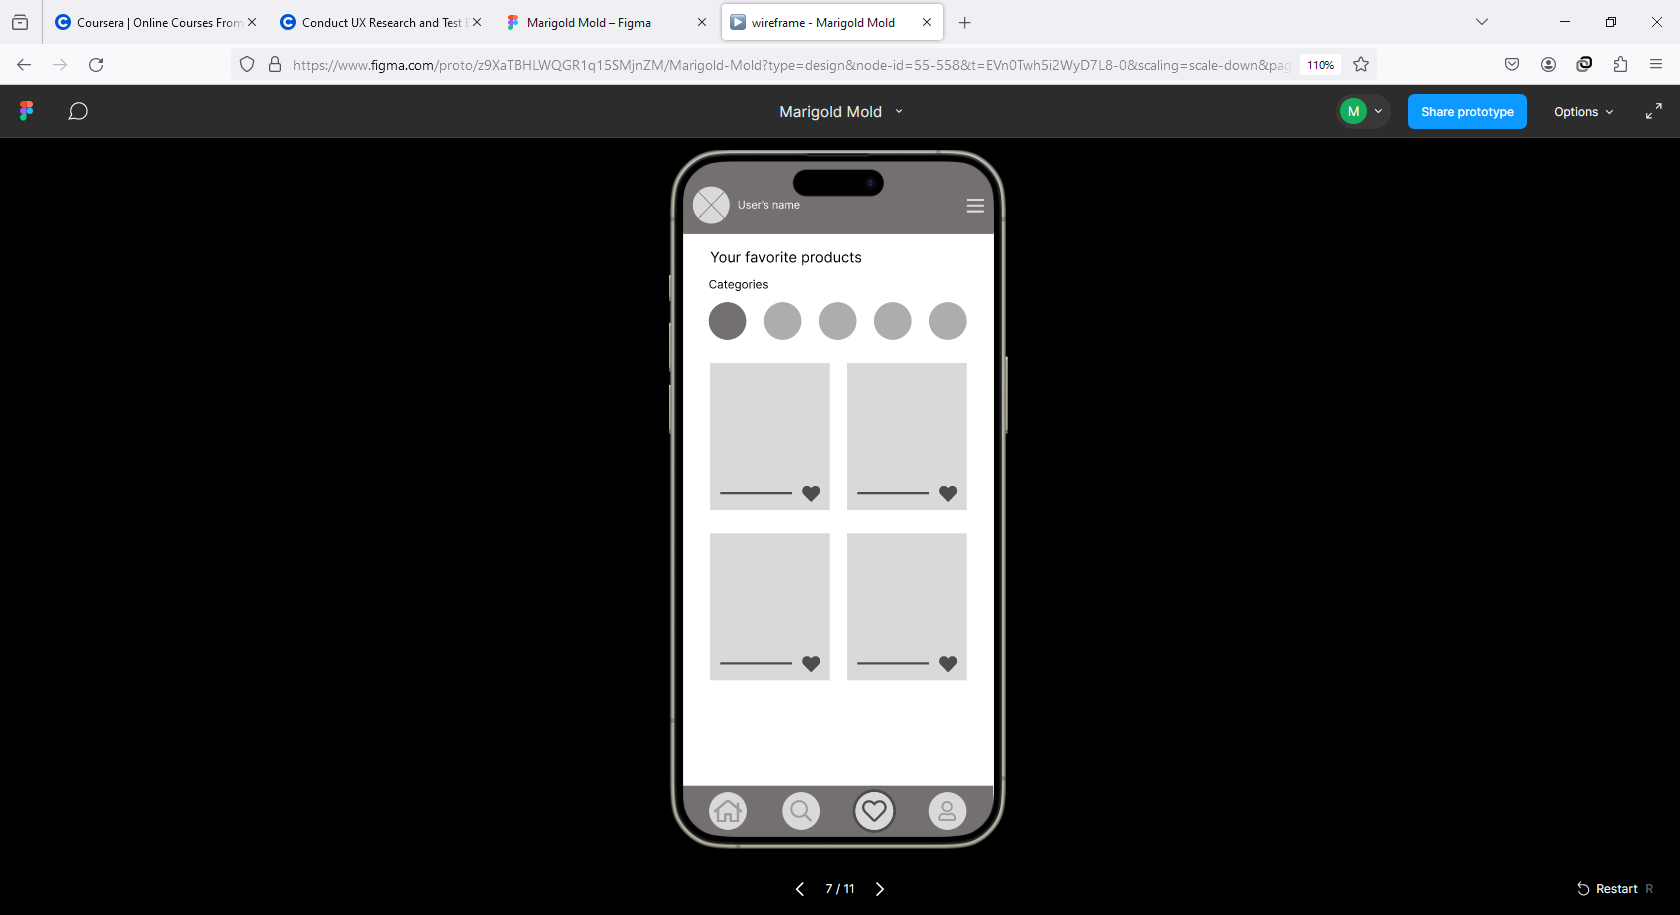 Coursera | Online Courses From
Conduct UX Research and Test
Marigold Mold – Figma
wireframe - Marigold Mold
https://www.figma.com/proto/z9XaTBHLWQGR1q15SMjnZM/Marigold-Mold?type=design&node-id=55-558&t=EVn0Twh5i2WyD7L8-0&scaling=scale-down&pag
110%
Marigold Mold
M
Share prototype
Options
User's name
Your favorite products
Categories
7 / 11
Restart R